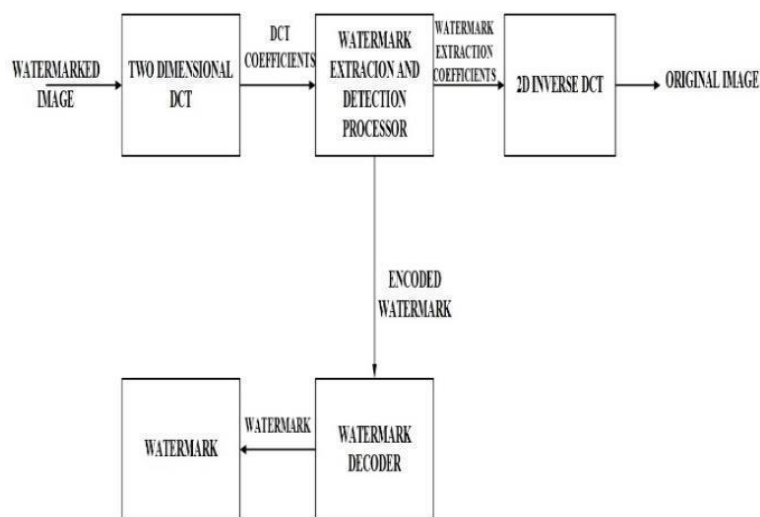 WATERMARKED
IMAGE
TWO DIMENSIONAL
DCT
DCT
COEFFICIENTS
WATERMARK
EXTRACION AND
DETECTION
PROCESSOR
WATERMARK
EXTRACTION
COEFFICIENTS
2D INVERSE DCT
ORIGINAL IMAGE
ENCODED
WATERMARK
WATERMARK
WATERMARK
WATERMARK
DECODER